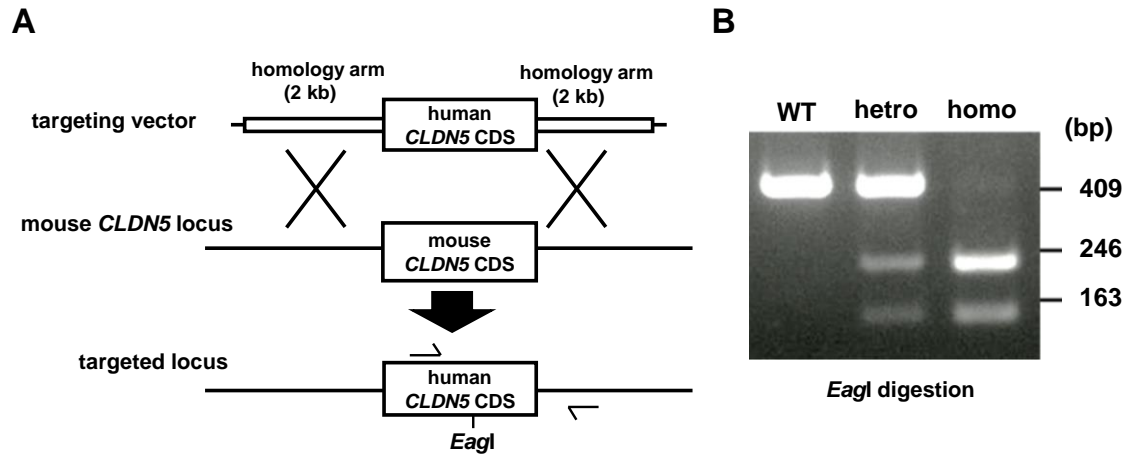 A
homology arm
(2 kb)
homology arm
(2 kb)
targeting vector
human
CLDN5 CDS
mouse CLDN5 locus
mouse
CLDN5 CDS
targeted locus
human
CLDN5 CDS
EagI
B
WT hetro homo
(bp)
409
246
163
EagI digestion